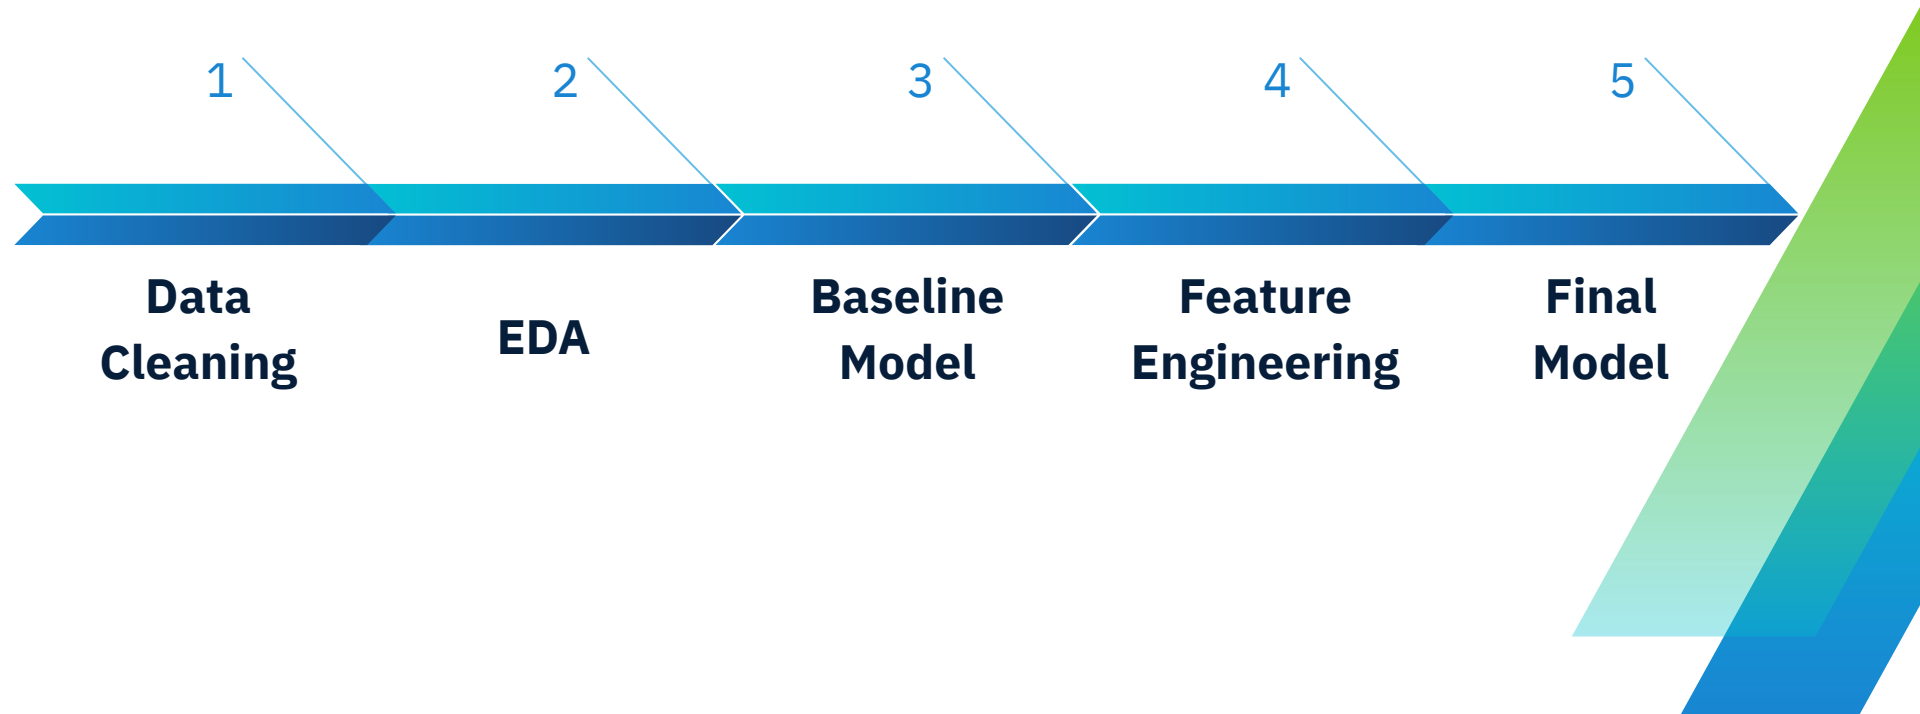 1
2
3
4
5
Data
Cleaning
EDA
Baseline
Model
Feature
Engineering
Final
Model